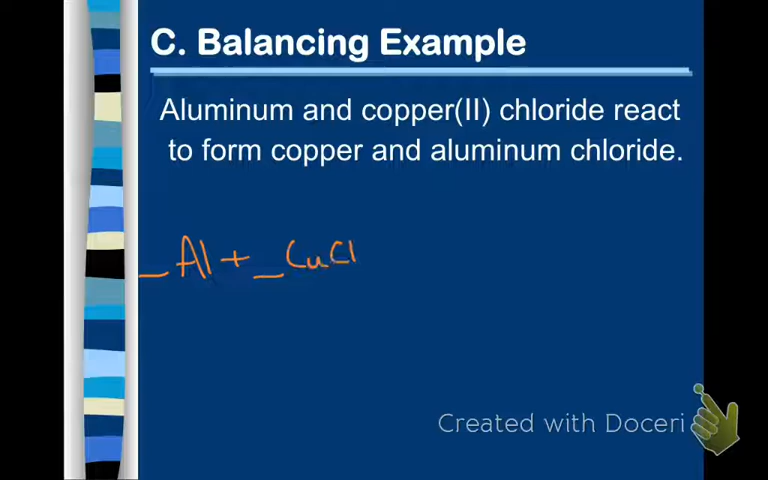 C. Balancing Example
Aluminum and copper(II) chloride react
to form copper and aluminum chloride.
_Al + _CuCl
Created with Doceri